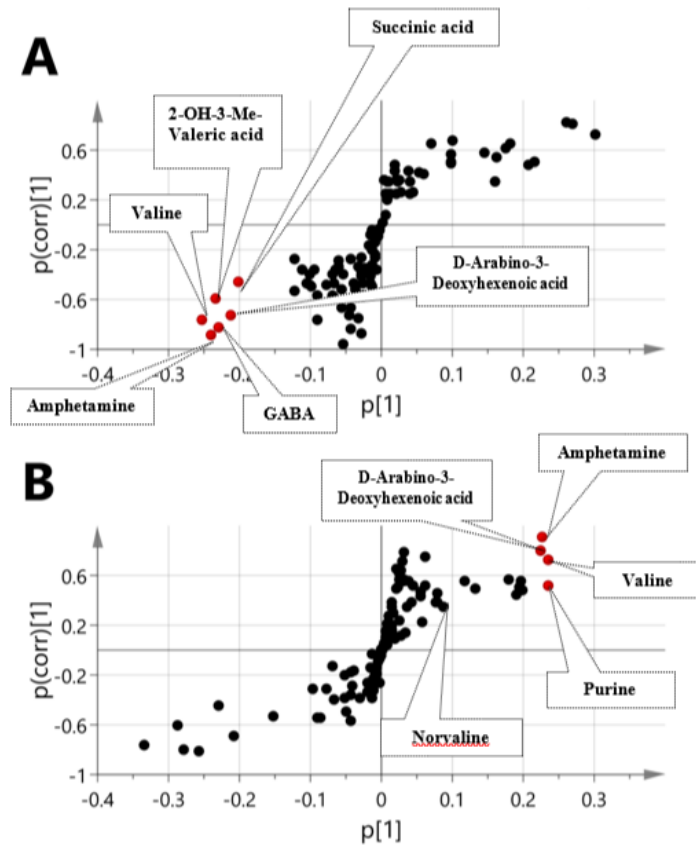 A
Succinic acid
2-OH-3-Me-
Valeric acid
Valine
D-Arabino-3-
Deoxyhexenoic acid
Amphetamine
GABA
p(corr)[1]
0.6
0.2
-0.2
-0.6
-1
-0.4
-0.3
-0.2
-0.1
0
0.1
0.2
0.3
p[1]
B
Amphetamine
D-Arabino-3-
Deoxyhexenoic acid
Valine
Purine
Norvaline
p(corr)[1]
0.6
0.2
-0.2
-0.6
-1
-0.4
-0.3
-0.2
-0.1
0
0.1
0.2
0.3
p[1]